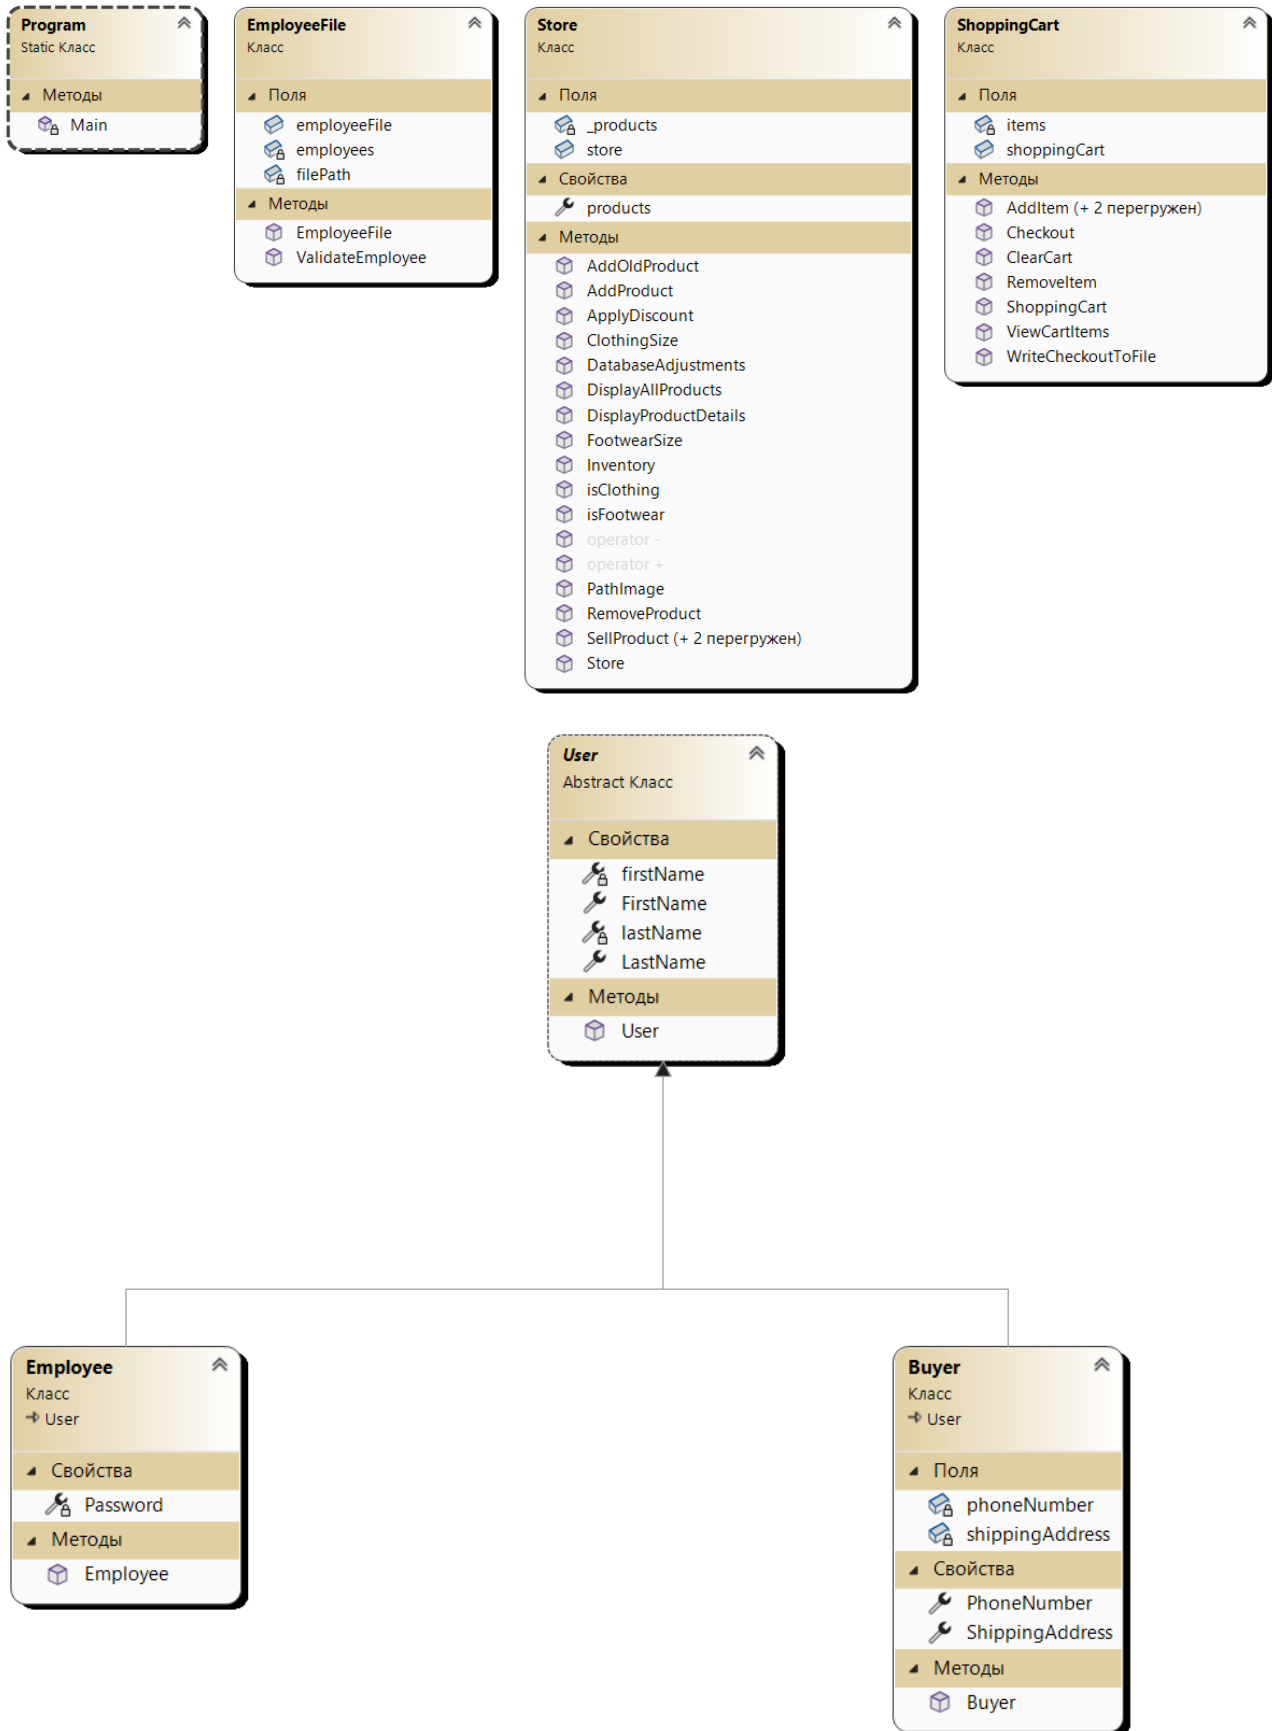 Program
Static Класс
Методы
Main
EmployeeFile
Класс
Поля
employeeFile
employees
filePath
Методы
EmployeeFile
ValidateEmployee
Store
Класс
Поля
_products
store
Свойства
products
Методы
AddOldProduct
AddProduct
ApplyDiscount
ClothingSize
DatabaseAdjustments
DisplayAllProducts
DisplayProductDetails
FootwearSize
Inventory
isClothing
isFootwear
operator -
operator +
PathImage
RemoveProduct
SellProduct (+ 2 перегружен)
Store
ShoppingCart
Класс
Поля
items
shoppingCart
Методы
AddItem (+ 2 перегружен)
Checkout
ClearCart
RemoveItem
ShoppingCart
ViewCartItems
WriteCheckoutToFile
User
Abstract Класс
Свойства
firstName
FirstName
lastName
LastName
Методы
User
Employee
Класс
User
Свойства
Password
Методы
Employee
Buyer
Класс
User
Поля
phoneNumber
shippingAddress
Свойства
PhoneNumber
ShippingAddress
Методы
Buyer